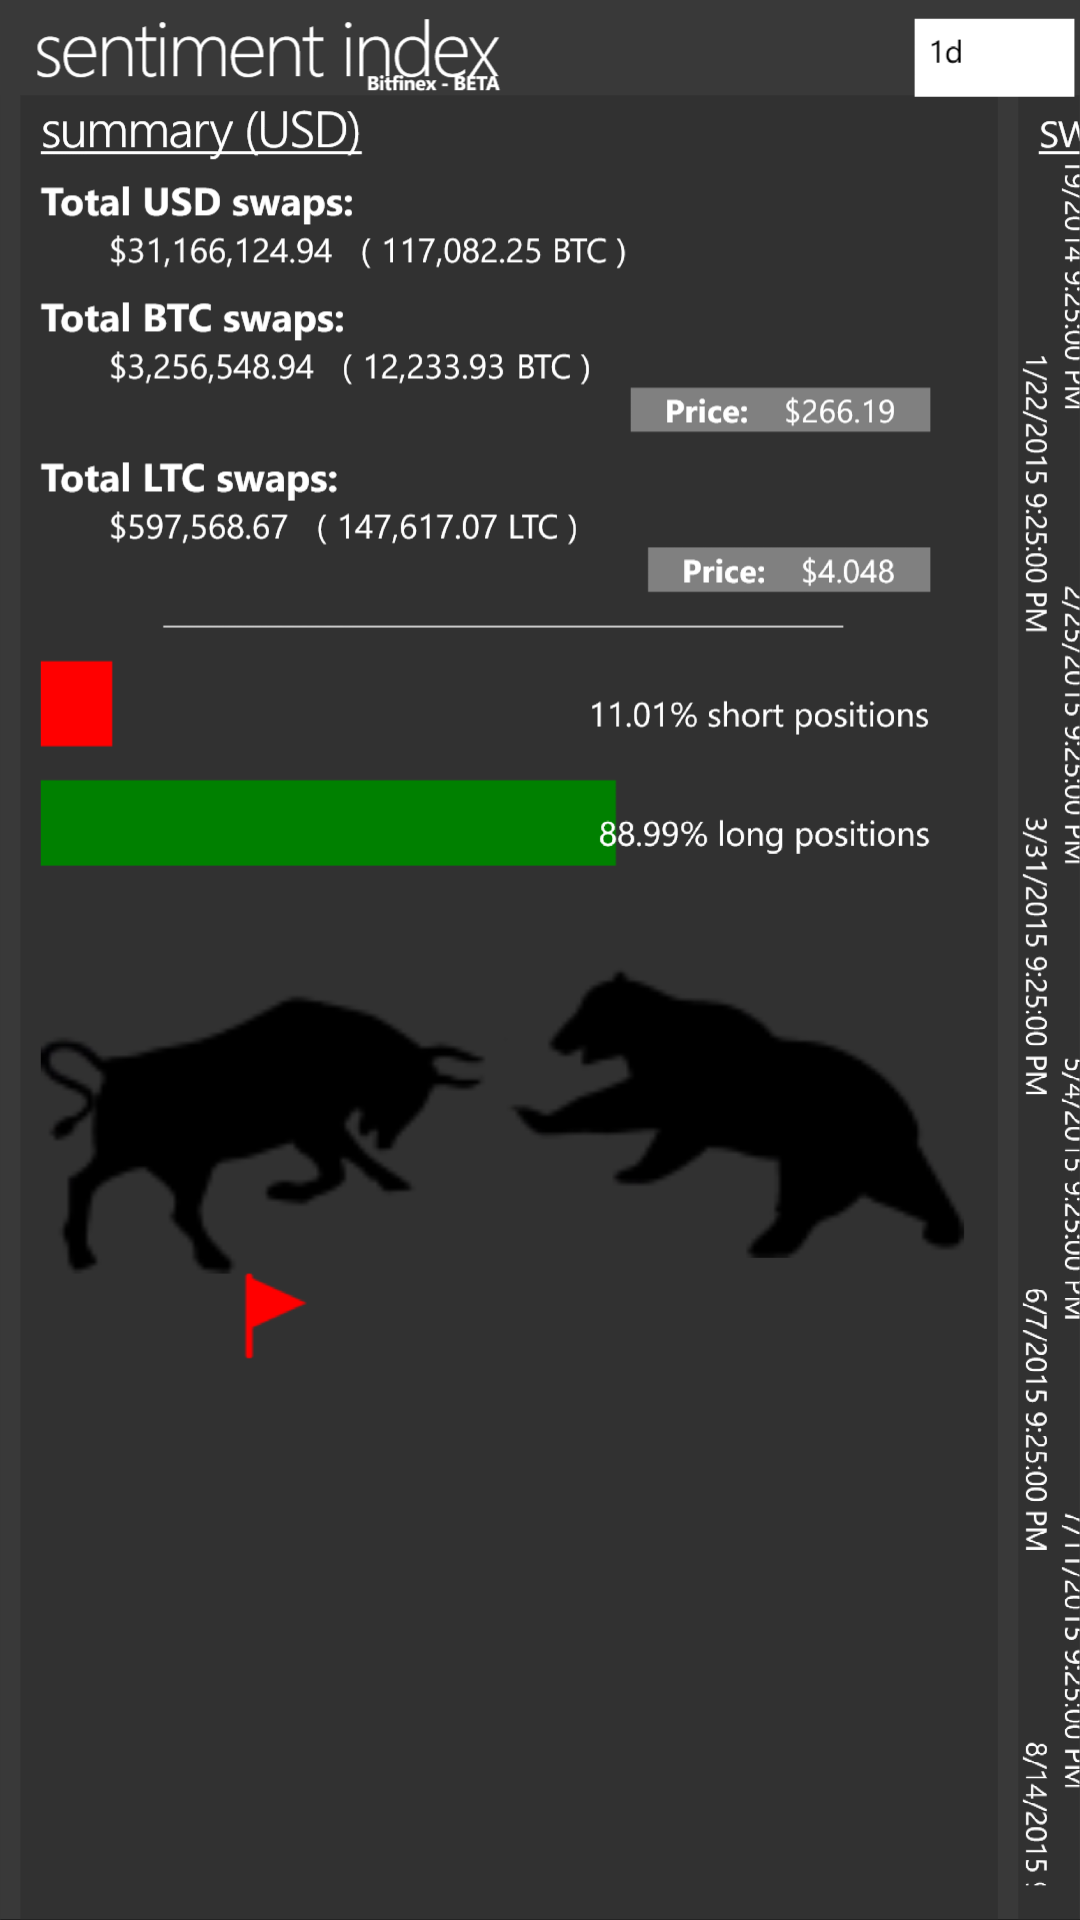 sentiment index
Bitfinex - BETA
1d
summary (USD)
Total USD swaps:
$31,166,124.94 ( 117,082.25 BTC )
Total BTC swaps:
$3,256,548.94 ( 12,233.93 BTC )
Price: $266.19
Total LTC swaps:
$597,568.67 ( 147,617.07 LTC )
Price: $4.048
11.01% short positions
88.99% long positions
SW
19/2014 9:25:00 PM
1/22/2015 9:25:00 PM
2/25/2015 9:25:00 PM
3/31/2015 9:25:00 PM
5/4/2015 9:25:00 PM
6/7/2015 9:25:00 PM
7/11/2015 9:25:00 PM
8/14/2015